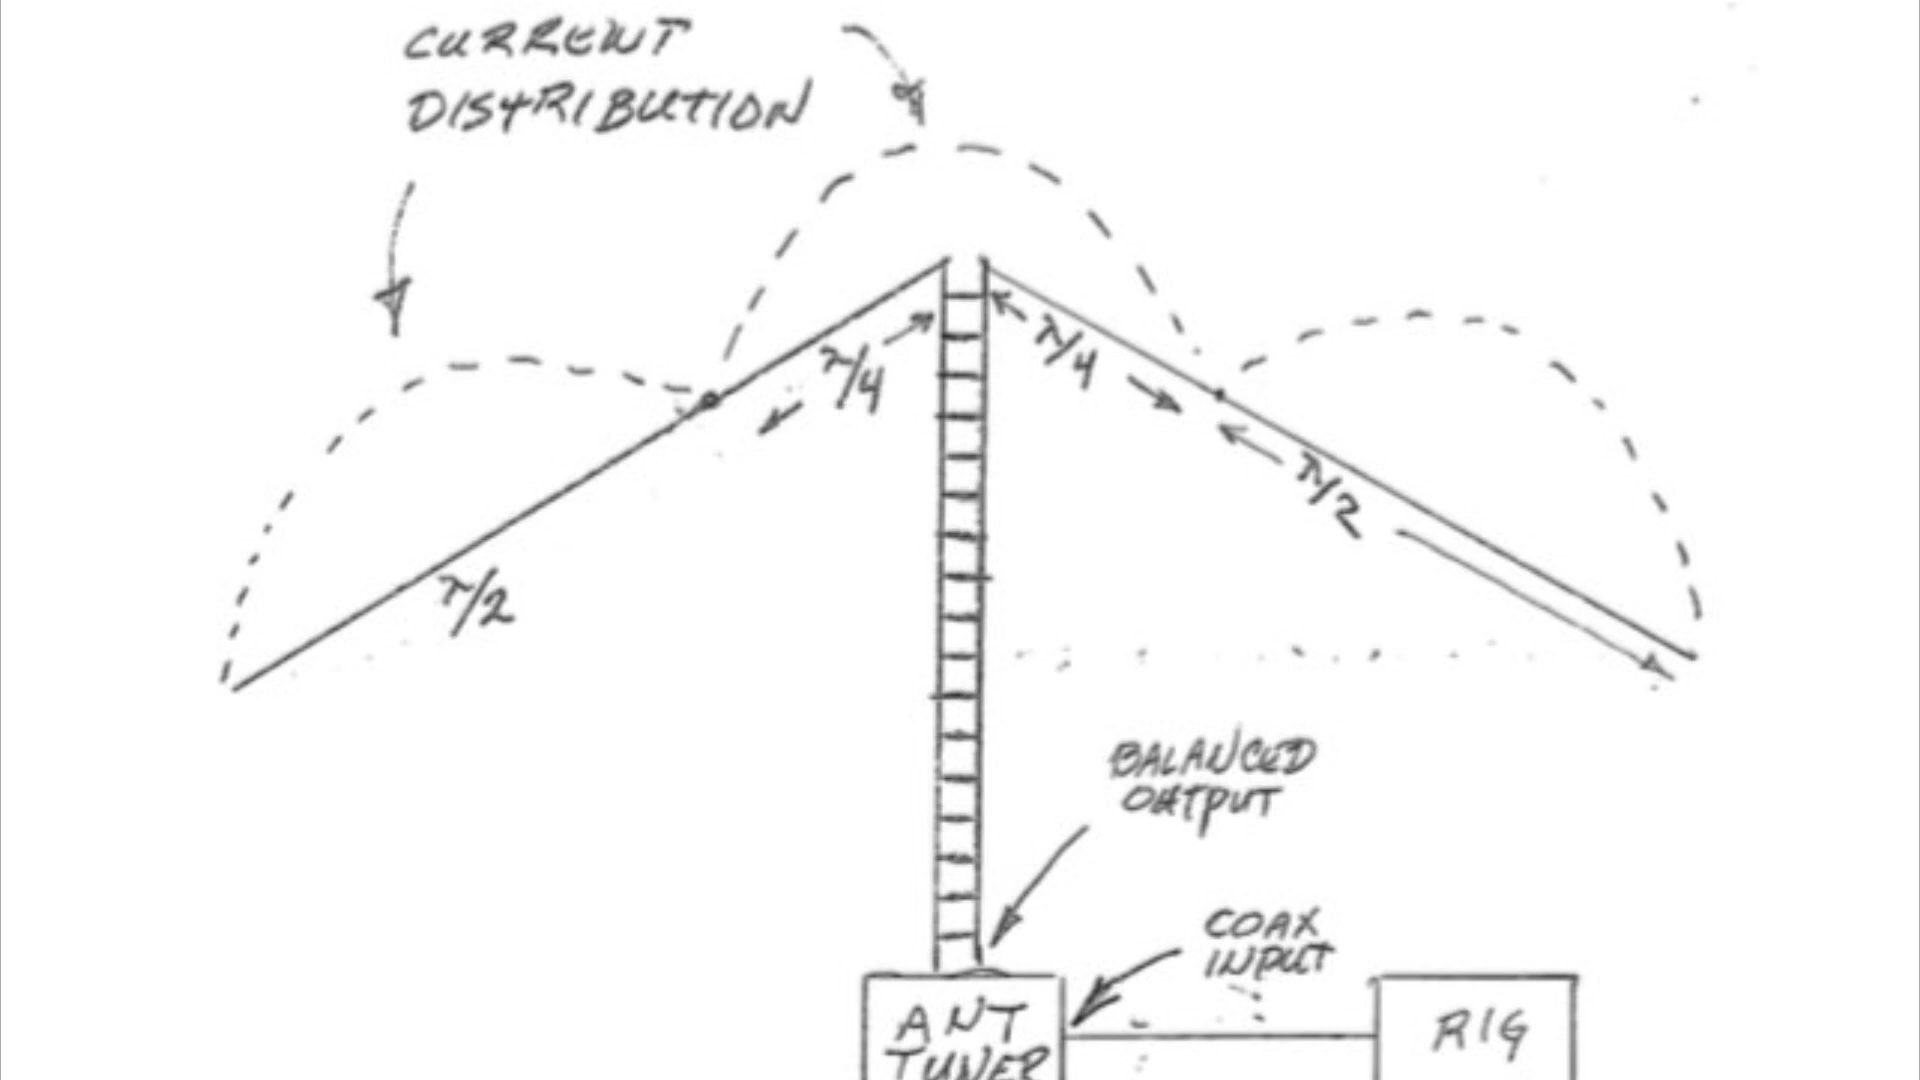 CURRENT
DISTRIBUTION
λ/4
λ/4
λ/2
λ/2
BALANCED
OUTPUT
COAX
INPUT
ANT
TUNER
RIG